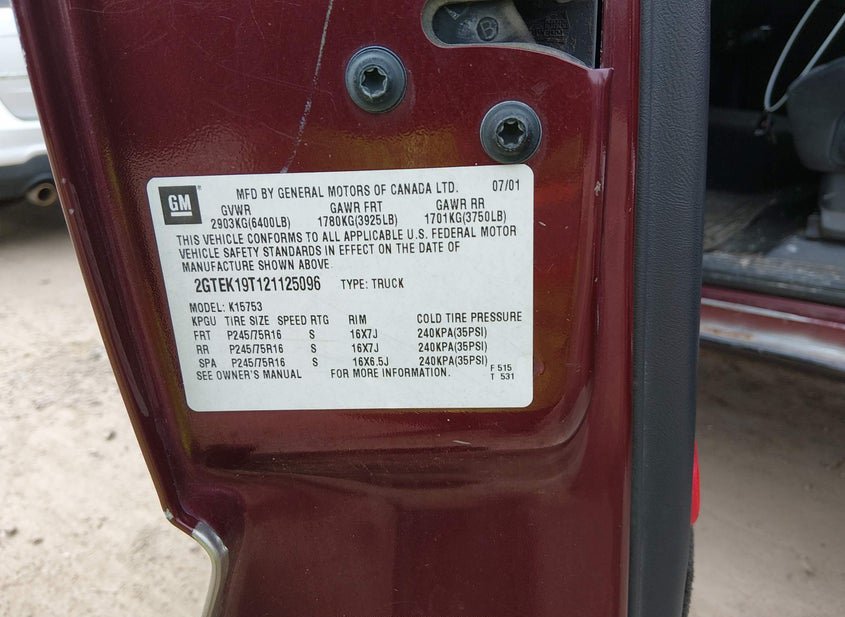 B
GM
MFD BY GENERAL MOTORS OF CANADA LTD. 07/01
GVWR GAWR FRT GAWR RR
2903KG(6400LB) 1780KG(3925LB) 1701KG(3750LB)
THIS VEHICLE CONFORMS TO ALL APPLICABLE U.S. FEDERAL MOTOR
VEHICLE SAFETY STANDARDS IN EFFECT ON THE DATE OF
MANUFACTURE SHOWN ABOVE.
2GTEK19T121125096 TYPE: TRUCK
MODEL: K15753
KPGU TIRE SIZE SPEED RTG RIM COLD TIRE PRESSURE
FRT P245/75R16 S 16X7J 240KPA(35PSI)
RR P245/75R16 S 16X7J 240KPA(35PSI)
SPA P245/75R16 S 16X6.5J 240KPA(35PSI)
SEE OWNER'S MANUAL FOR MORE INFORMATION. F 515
T 531